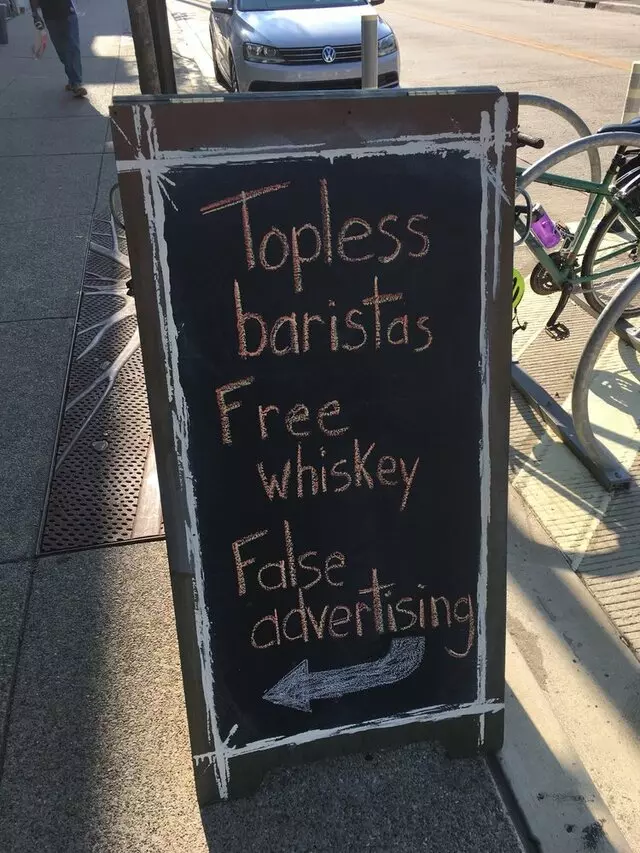 Topless
baristas
Free
whiskey
False
advertising